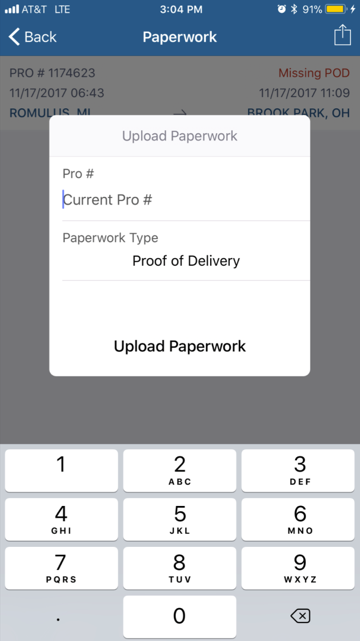 AT&T LTE 3:04 PM 91%
Back Paperwork
PRO # 1174623 Missing POD
11/17/2017 06:43 11/17/2017 11:09
ROMULUS, MI → BROOK PARK, OH
Upload Paperwork
Pro #
Current Pro #
Paperwork Type
Proof of Delivery
Upload Paperwork
1 2 3
ABC DEF
4 5 6
GHI JKL MNO
7 8 9
PQRS TUV WXYZ
. 0